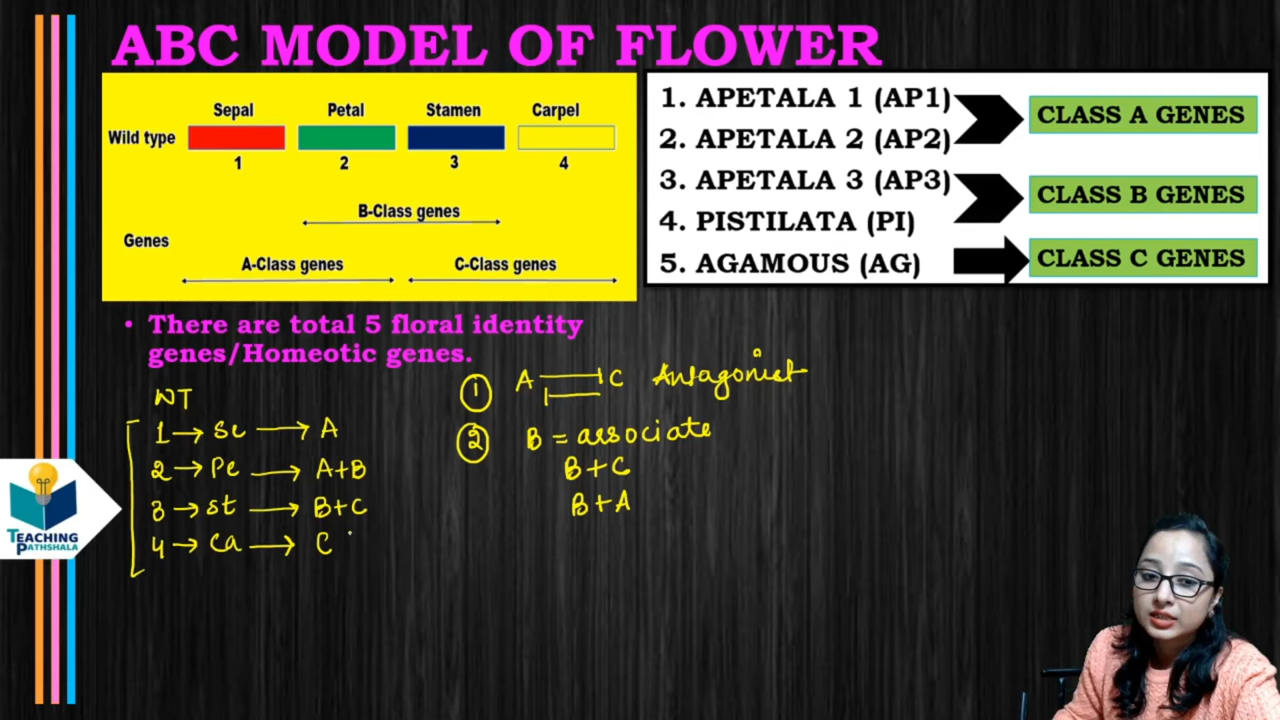 ABC MODEL OF FLOWER
Sepal Petal Stamen Carpel
Wild type
1 2 3 4
B-Class genes
Genes
A-Class genes C-Class genes
1. APETALA 1 (AP1)
2. APETALA 2 (AP2)
3. APETALA 3 (AP3)
4. PISTILATA (PI)
5. AGAMOUS (AG)
CLASS A GENES
CLASS B GENES
CLASS C GENES
• There are total 5 floral identity
genes/Homeotic genes.
WT
1 → Se → A
2 → Pe → A+B
3 → st → B+C
4 → Ca → C
1 A C Antagonist
2 B = associate
B+C
B+A
TEACHING
PATHSHALA